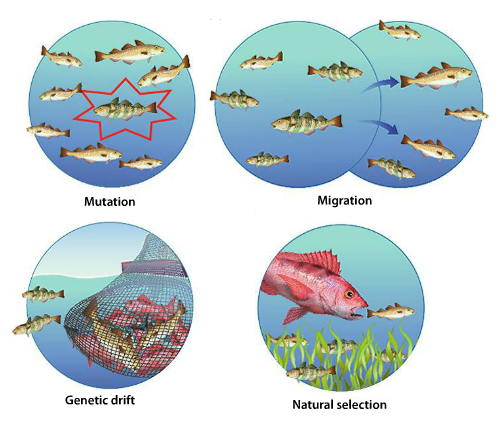 Mutation
Migration
Genetic drift
Natural selection